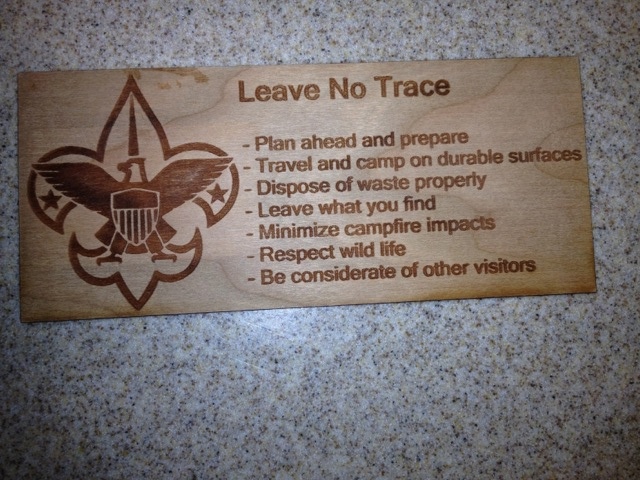 Leave No Trace
- Plan ahead and prepare
- Travel and camp on durable surfaces
- Dispose of waste properly
- Leave what you find
- Minimize campfire impacts
- Respect wild life
- Be considerate of other visitors